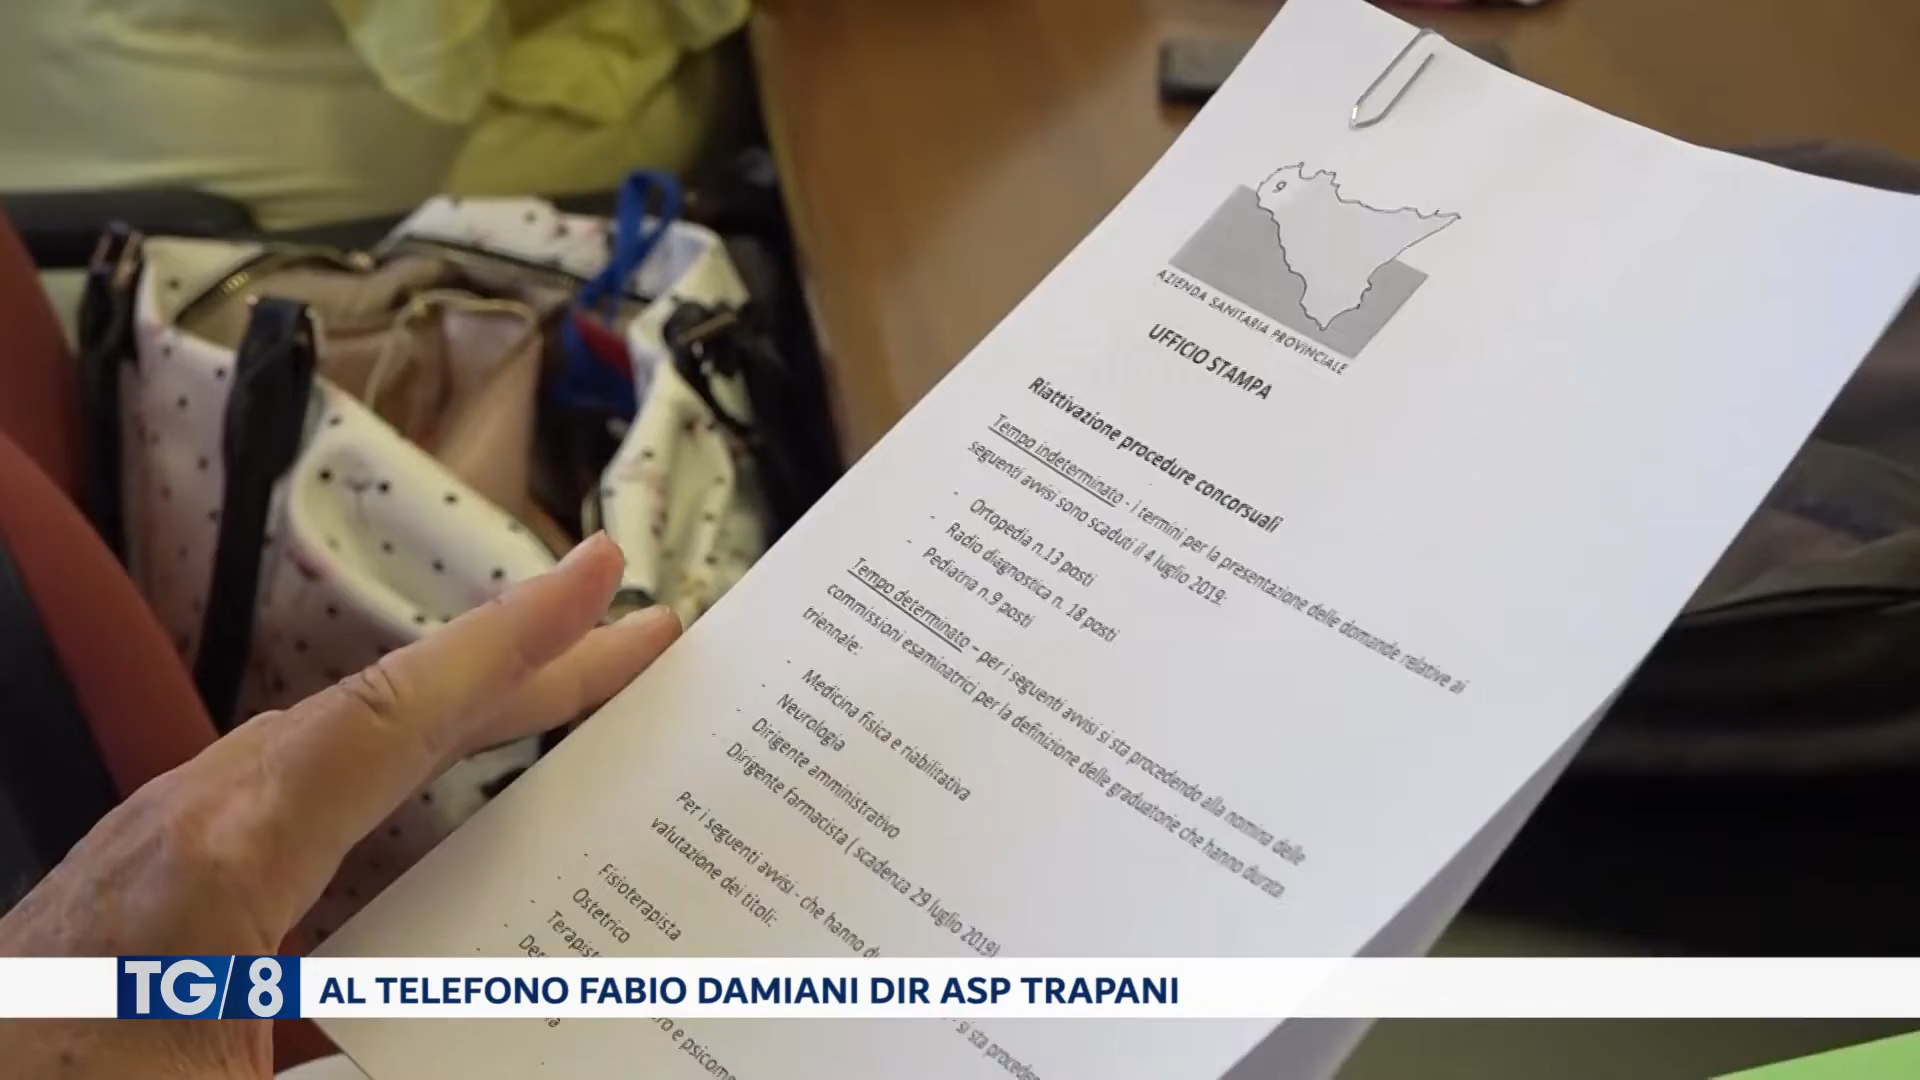 9
AZIENDA SANITARIA PROVINCIALE
UFFICIO STAMPA
Riattivazione procedure concorsuali
Tempo indeterminato - i termini per la presentazione delle domande relative ai
seguenti avvisi sono scaduti il 4 luglio 2019:
- Ortopedia n.13 posti
- Radio diagnostica n. 18 posti
- Pediatria n.9 posti
Tempo determinato – per i seguenti avvisi si sta procedendo alla nomina delle
commissioni esaminatrici per la definizione delle graduatorie che hanno durata
triennale:
- Medicina fisica e riabilitativa
- Neurologia
- Dirigente amministrativo
- Dirigente farmacista ( scadenza 29 luglio 2019)
Per i seguenti avvisi - che hanno
si sta
valutazione dei titoli:
- Fisioterapista
- Ostetrico
-
-
e
TG/8 AL TELEFONO FABIO DAMIANI DIR ASP TRAPANI